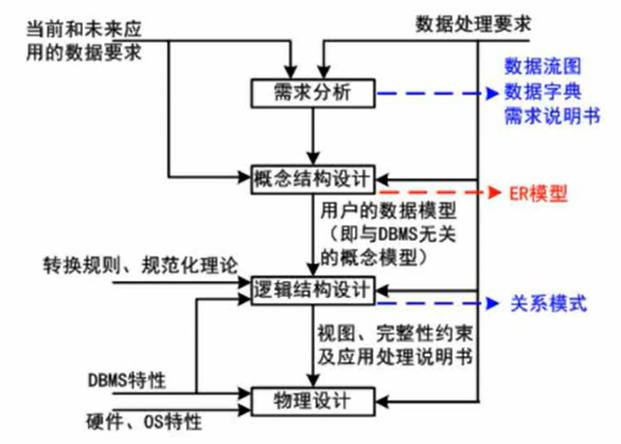 当前和未来应
用的数据要求
数据处理要求
需求分析
数据流图
数据字典
需求说明书
概念结构设计
ER模型
用户的数据模型
（即与DBMS无关
的概念模型）
转换规则、规范化理论
逻辑结构设计
关系模式
视图、完整性约束
及应用处理说明书
DBMS特性
物理设计
硬件、OS特性